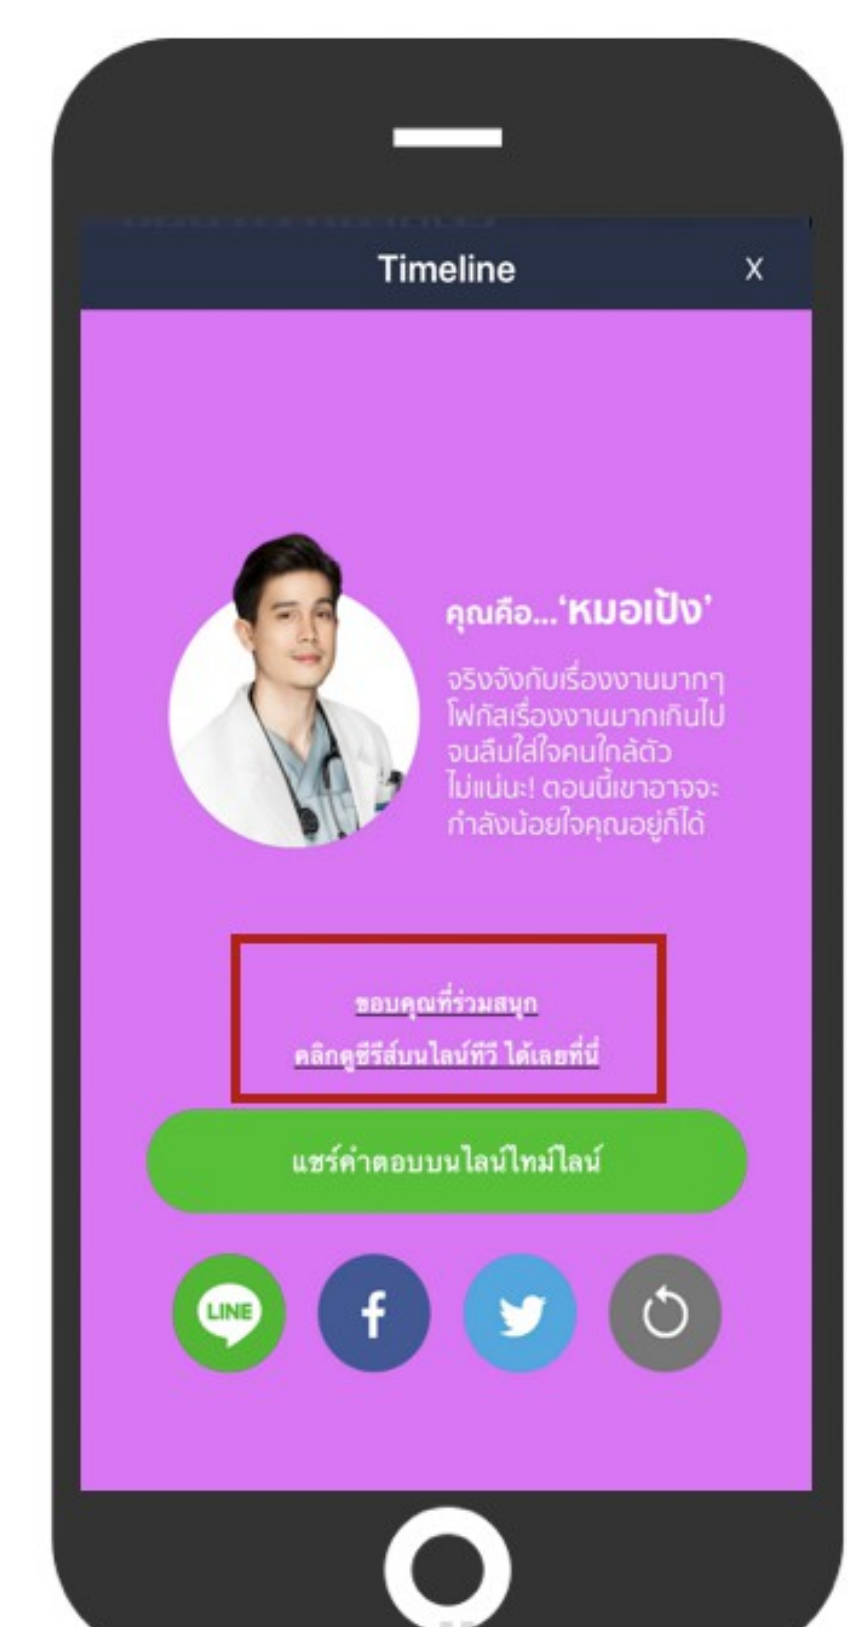 Timeline X
คุณคือ...‘หมอเป้ง’
จริงจังกับเรื่องงานมากๆ
โฟกัสเรื่องงานมากเกินไป
จนลืมใส่ใจคนใกล้ตัว
ไม่แน่นะ! ตอนนี้เขาอาจจะ
กำลังน้อยใจคุณอยู่ก็ได้
ขอบคุณที่ร่วมสนุก
คลิกดูซีรีส์บนไลน์ทีวี ได้เลยที่นี่
แชร์คำตอบบนไลน์ไทม์ไลน์
LINE